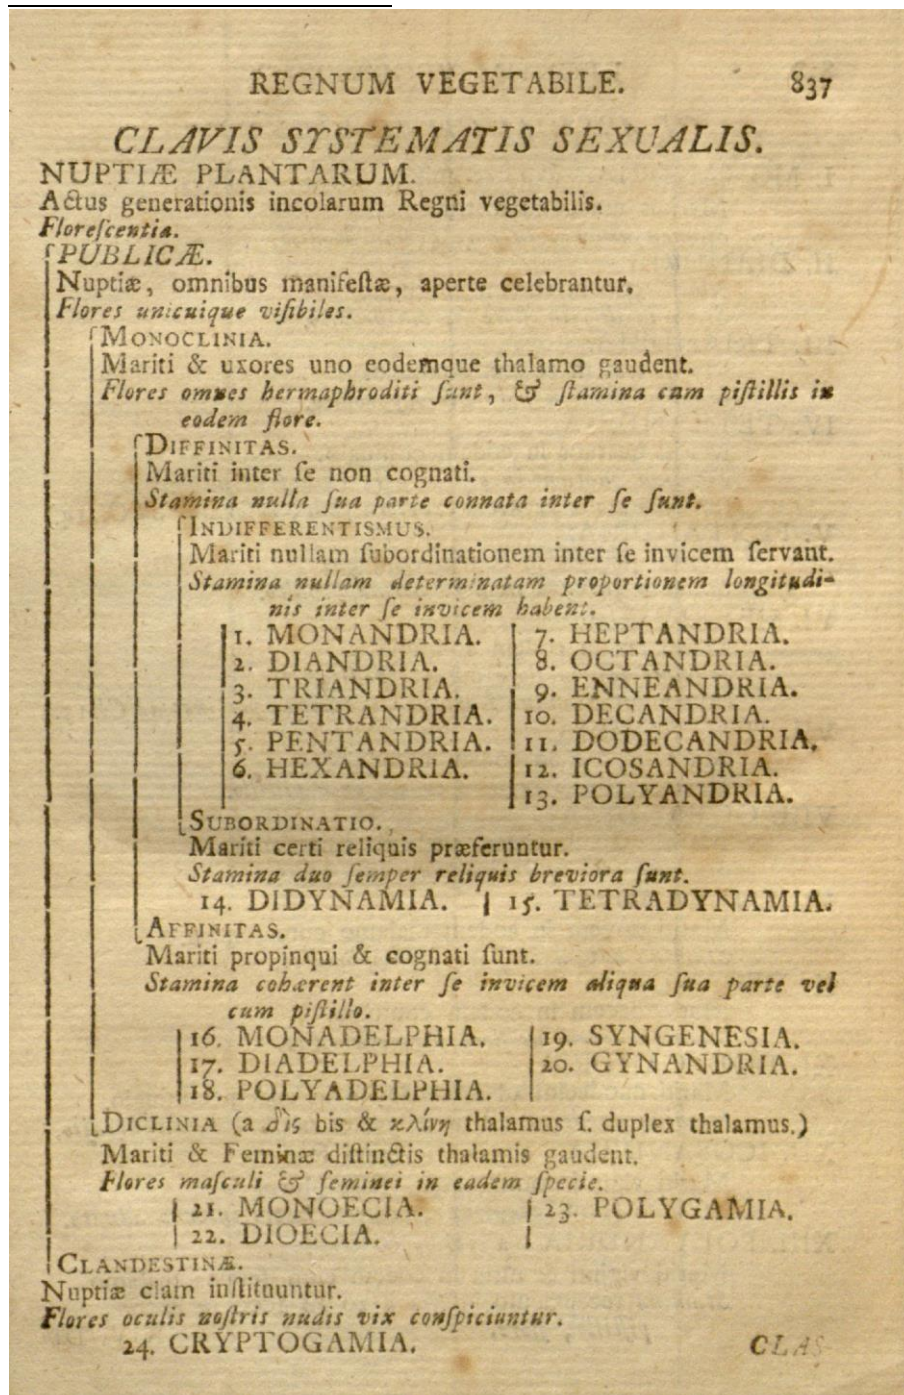 REGNUM VEGETABILE. 837
CLAVIS SYSTEMATIS SEXUALIS.
NUPTIÆ PLANTARUM.
Actus generationis incolarum Regni vegetabilis.
Floreſcentia.
PUBLICÆ.
Nuptiæ, omnibus manifeſtæ, aperte celebrantur.
Flores unicuique viſibiles.
MONOCLINIA.
Mariti & uxores uno eodemque thalamo gaudent.
Flores omnes hermaphroditi ſunt, & ſtamina cum piſtillis in
eodem flore.
DIFFINITAS.
Mariti inter ſe non cognati.
Stamina nulla ſua parte connata inter ſe ſunt.
INDIFFERENTISMUS.
Mariti nullam ſubordinationem inter ſe invicem ſervant.
Stamina nullam determinatam proportionem longitudi-
nis inter ſe invicem habent.
1. MONANDRIA. 7. HEPTANDRIA.
2. DIANDRIA. 8. OCTANDRIA.
3. TRIANDRIA. 9. ENNEANDRIA.
4. TETRANDRIA. 10. DECANDRIA.
5. PENTANDRIA. 11. DODECANDRIA.
6. HEXANDRIA. 12. ICOSANDRIA.
13. POLYANDRIA.
SUBORDINATIO.
Mariti certi reliquis præferuntur.
Stamina duo ſemper reliquis breviora ſunt.
14. DIDYNAMIA. 15. TETRADYNAMIA.
AFFINITAS.
Mariti propinqui & cognati ſunt.
Stamina cohærent inter ſe invicem aliqua ſua parte vel
cum piſtillo.
16. MONADELPHIA. 19. SYNGENESIA.
17. DIADELPHIA. 20. GYNANDRIA.
18. POLYADELPHIA.
DICLINIA (a δὶς bis & κλίνη thalamus ſ. duplex thalamus.)
Mariti & Feminæ diſtinctis thalamis gaudent.
Flores maſculi & feminei in eadem ſpecie.
21. MONOECIA. 23. POLYGAMIA.
22. DIOECIA.
CLANDESTINÆ.
Nuptiæ clam inſtituuntur.
Flores oculis noſtris nudis vix conſpiciuntur.
24. CRYPTOGAMIA. CLAS